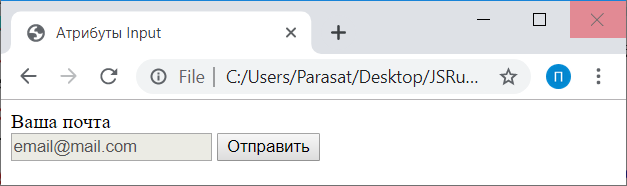 Атрибуты Input
File | C:/Users/Parasat/Desktop/JSRu...
П
Ваша почта
email@mail.com Отправить